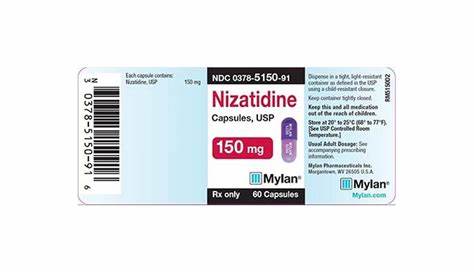 Each capsule contains:
Nizatidine, USP 150 mg
N
3
0378-5150-91
6
NDC 0378-5150-91
Nizatidine
Capsules, USP
150 mg
Mylan
Rx only 60 Capsules
Dispense in a tight, light-resistant
container as defined in the USP
using a child-resistant closure.
Keep container tightly closed.
Keep this and all medication
out of the reach of children.
Store at 20° to 25°C (68° to 77°F).
[See USP Controlled Room
Temperature.]
Usual Adult Dosage: See
accompanying prescribing
information.
Mylan Pharmaceuticals Inc.
Morgantown, WV 26505 U.S.A.
Mylan
Mylan.com
RM5150D2